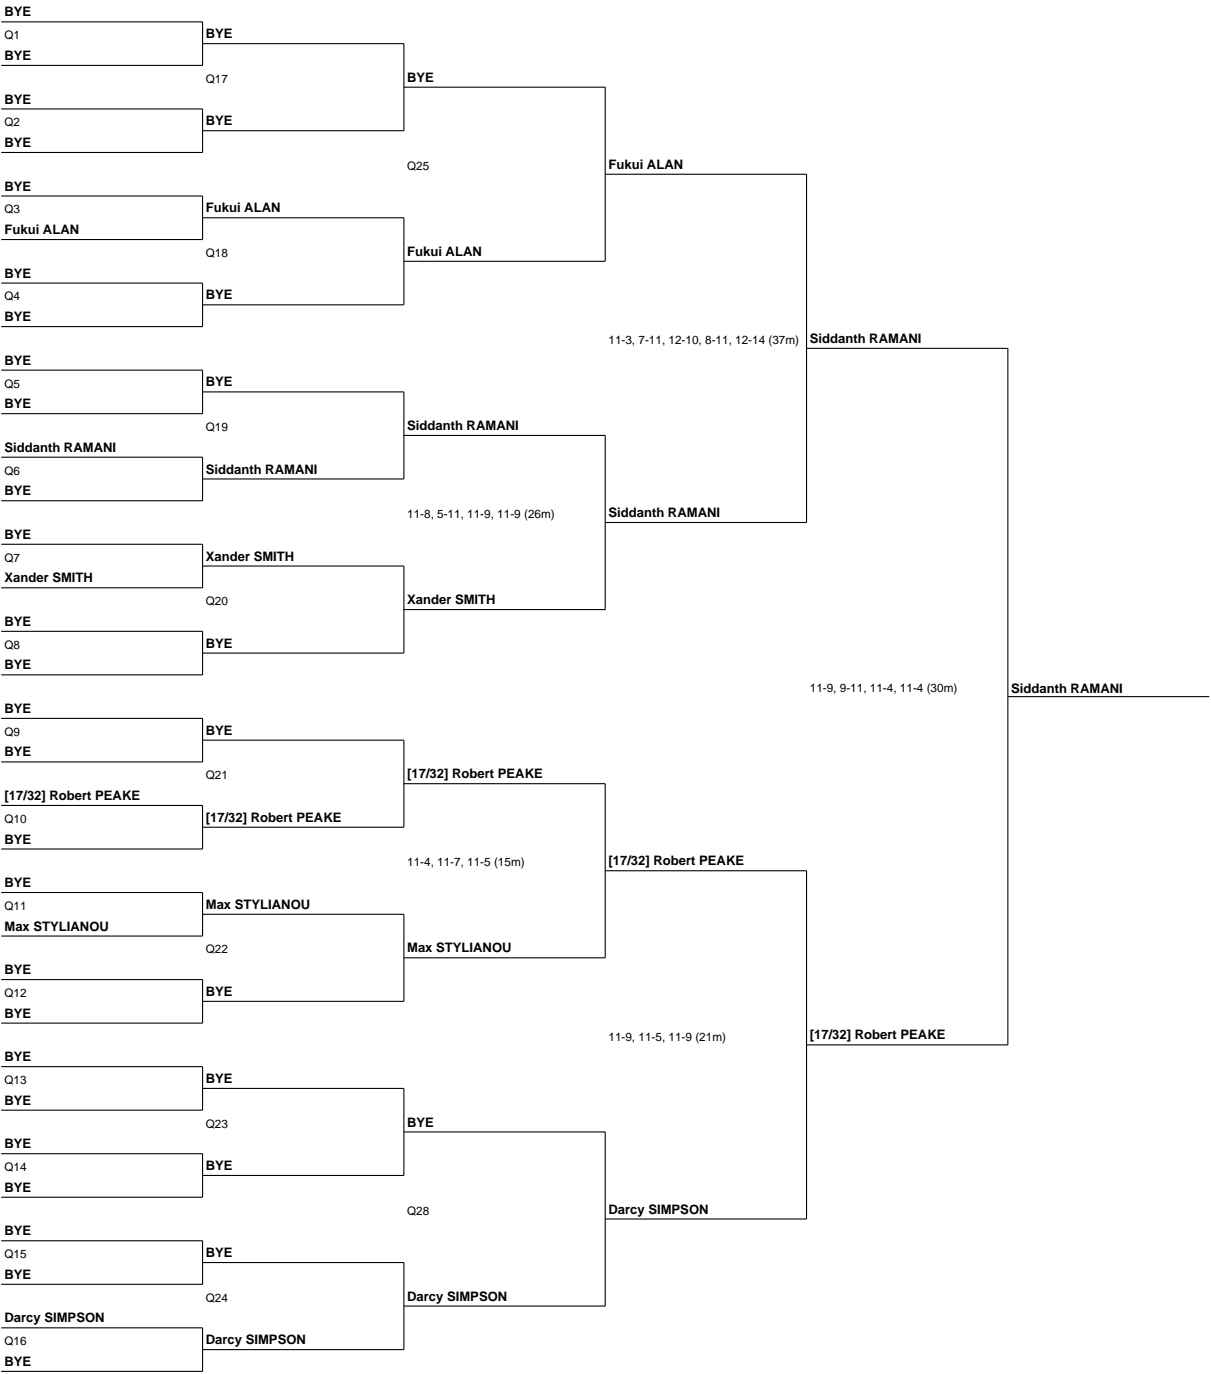 BYE
Q1
BYE
BYE
Q17
BYE
BYE
Q2
BYE
BYE
Q25
Fukui ALAN
BYE
Q3
Fukui ALAN
Fukui ALAN
Q18
Fukui ALAN
BYE
Q4
BYE
BYE
11-3, 7-11, 12-10, 8-11, 12-14 (37m)
Siddanth RAMANI
BYE
Q5
BYE
BYE
Q19
Siddanth RAMANI
Siddanth RAMANI
Q6
Siddanth RAMANI
BYE
11-8, 5-11, 11-9, 11-9 (26m)
Siddanth RAMANI
BYE
Q7
Xander SMITH
Xander SMITH
Q20
Xander SMITH
BYE
Q8
BYE
BYE
11-9, 9-11, 11-4, 11-4 (30m)
Siddanth RAMANI
BYE
Q9
BYE
BYE
Q21
[17/32] Robert PEAKE
[17/32] Robert PEAKE
Q10
[17/32] Robert PEAKE
BYE
11-4, 11-7, 11-5 (15m)
[17/32] Robert PEAKE
BYE
Q11
Max STYLIANOU
Max STYLIANOU
Q22
Max STYLIANOU
BYE
Q12
BYE
BYE
11-9, 11-5, 11-9 (21m)
[17/32] Robert PEAKE
BYE
Q13
BYE
BYE
Q23
BYE
BYE
Q14
BYE
BYE
Q28
Darcy SIMPSON
BYE
Q15
BYE
BYE
Q24
Darcy SIMPSON
Darcy SIMPSON
Q16
Darcy SIMPSON
BYE